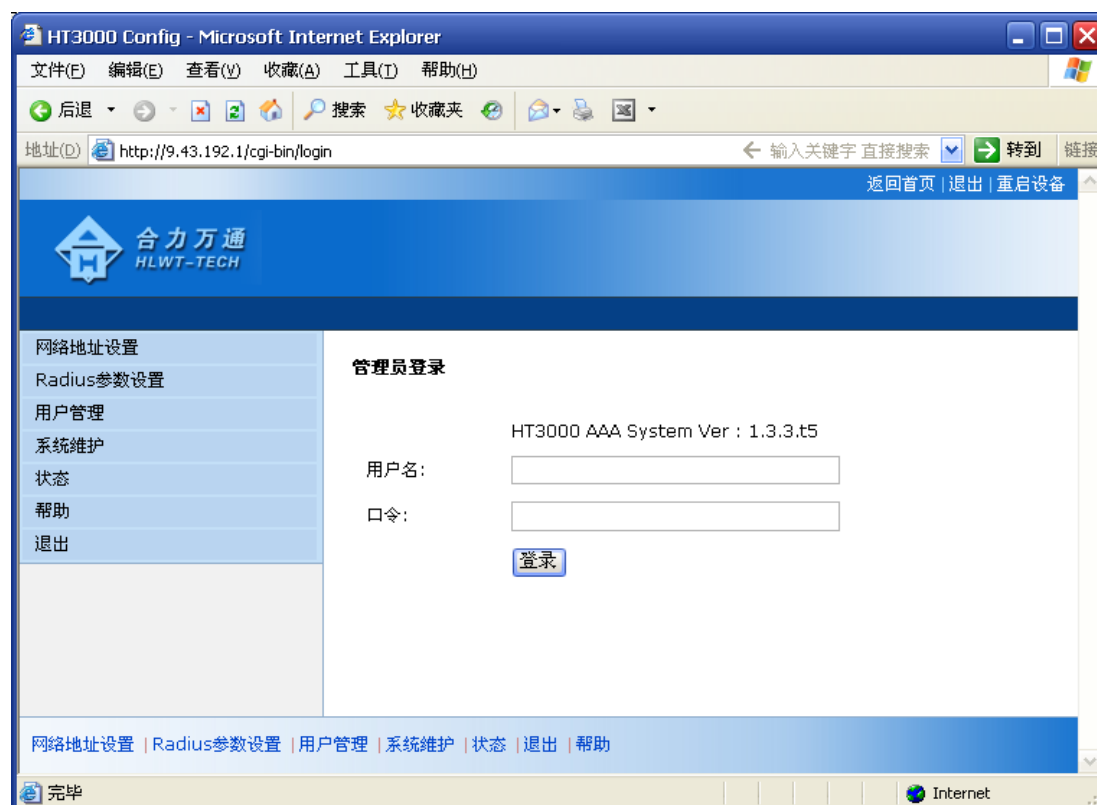 HT3000 Config - Microsoft Internet Explorer
文件(F) 编辑(E) 查看(V) 收藏(A) 工具(T) 帮助(H)
后退 搜索 收藏夹
地址(D) http://9.43.192.1/cgi-bin/login 输入关键字 直接搜索 转到 链接
返回首页 | 退出 | 重启设备
合力万通
HLWT-TECH
网络地址设置
Radius参数设置
用户管理
系统维护
状态
帮助
退出
管理员登录
HT3000 AAA System Ver : 1.3.3.t5
用户名:
口令:
登录
网络地址设置 | Radius参数设置 | 用户管理 | 系统维护 | 状态 | 退出 | 帮助
完毕 Internet